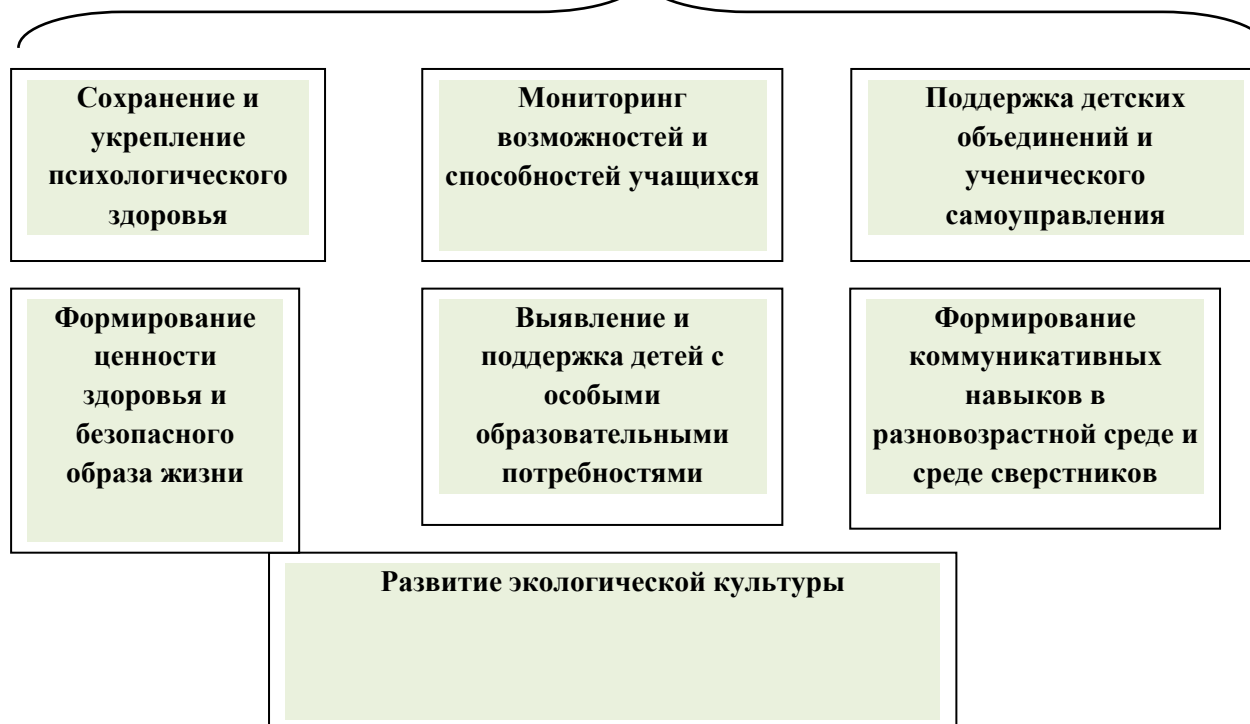 Сохранение и
укрепление
психологического
здоровья
Мониторинг
возможностей и
способностей учащихся
Поддержка детских
объединений и
ученического
самоуправления
Формирование
ценности
здоровья и
безопасного
образа жизни
Выявление и
поддержка детей с
особыми
образовательными
потребностями
Формирование
коммуникативных
навыков в
разновозрастной среде и
среде сверстников
Развитие экологической культуры